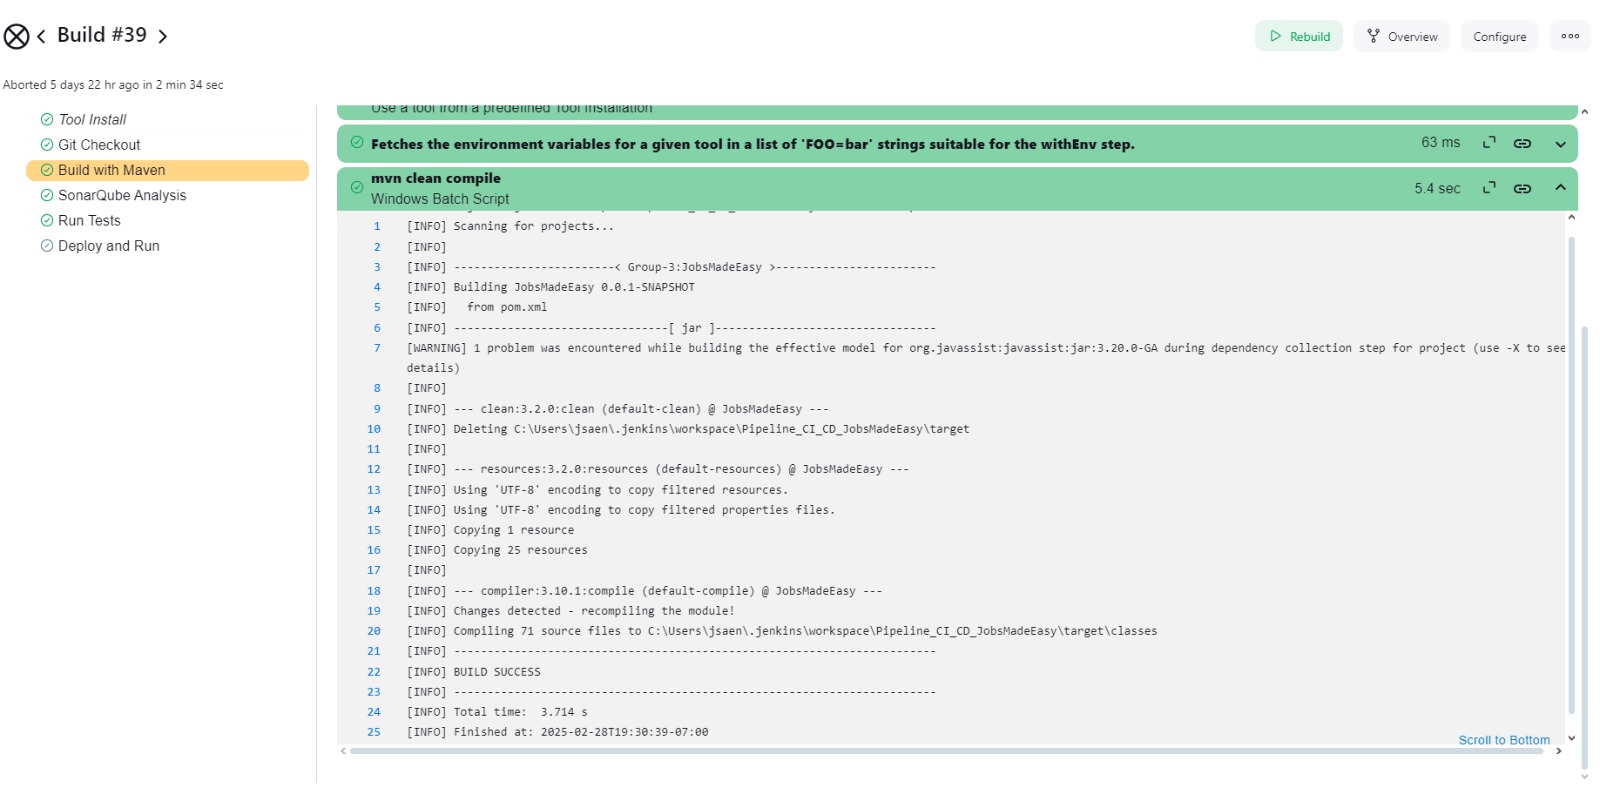 Build #39
Rebuild
Overview
Configure
Aborted 5 days 22 hr ago in 2 min 34 sec
Tool Install
Git Checkout
Build with Maven
SonarQube Analysis
Run Tests
Deploy and Run
Use a tool from a predefined Tool Installation
Fetches the environment variables for a given tool in a list of 'FOO=bar' strings suitable for the withEnv step.
63 ms
mvn clean compile
Windows Batch Script
5.4 sec
1 [INFO] Scanning for projects...
2 [INFO]
3 [INFO] ------------------------< Group-3:JobsMadeEasy >------------------------
4 [INFO] Building JobsMadeEasy 0.0.1-SNAPSHOT
5 [INFO]   from pom.xml
6 [INFO] --------------------------------[ jar ]---------------------------------
7 [WARNING] 1 problem was encountered while building the effective model for org.javassist:javassist:jar:3.20.0-GA during dependency collection step for project (use -X to see
details)
8 [INFO]
9 [INFO] --- clean:3.2.0:clean (default-clean) @ JobsMadeEasy ---
10 [INFO] Deleting C:\Users\jsaen\.jenkins\workspace\Pipeline_CI_CD_JobsMadeEasy\target
11 [INFO]
12 [INFO] --- resources:3.2.0:resources (default-resources) @ JobsMadeEasy ---
13 [INFO] Using 'UTF-8' encoding to copy filtered resources.
14 [INFO] Using 'UTF-8' encoding to copy filtered properties files.
15 [INFO] Copying 1 resource
16 [INFO] Copying 25 resources
17 [INFO]
18 [INFO] --- compiler:3.10.1:compile (default-compile) @ JobsMadeEasy ---
19 [INFO] Changes detected - recompiling the module!
20 [INFO] Compiling 71 source files to C:\Users\jsaen\.jenkins\workspace\Pipeline_CI_CD_JobsMadeEasy\target\classes
21 [INFO] ------------------------------------------------------------------------
22 [INFO] BUILD SUCCESS
23 [INFO] ------------------------------------------------------------------------
24 [INFO] Total time:  3.714 s
25 [INFO] Finished at: 2025-02-28T19:30:39-07:00
Scroll to Bottom